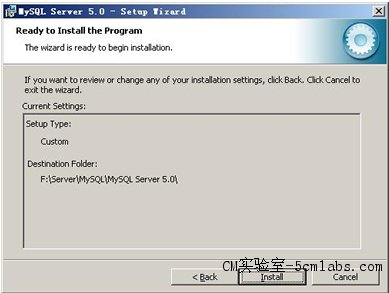 MySQL Server 5.0 - Setup Wizard
Ready to Install the Program
The wizard is ready to begin installation.
If you want to review or change any of your installation settings, click Back. Click Cancel to
exit the wizard.
Current Settings:
Setup Type:
Custom
Destination Folder:
F:\Server\MySQL\MySQL Server 5.0\
CM实验室-5cmlabs.com
< Back
Install
Cancel